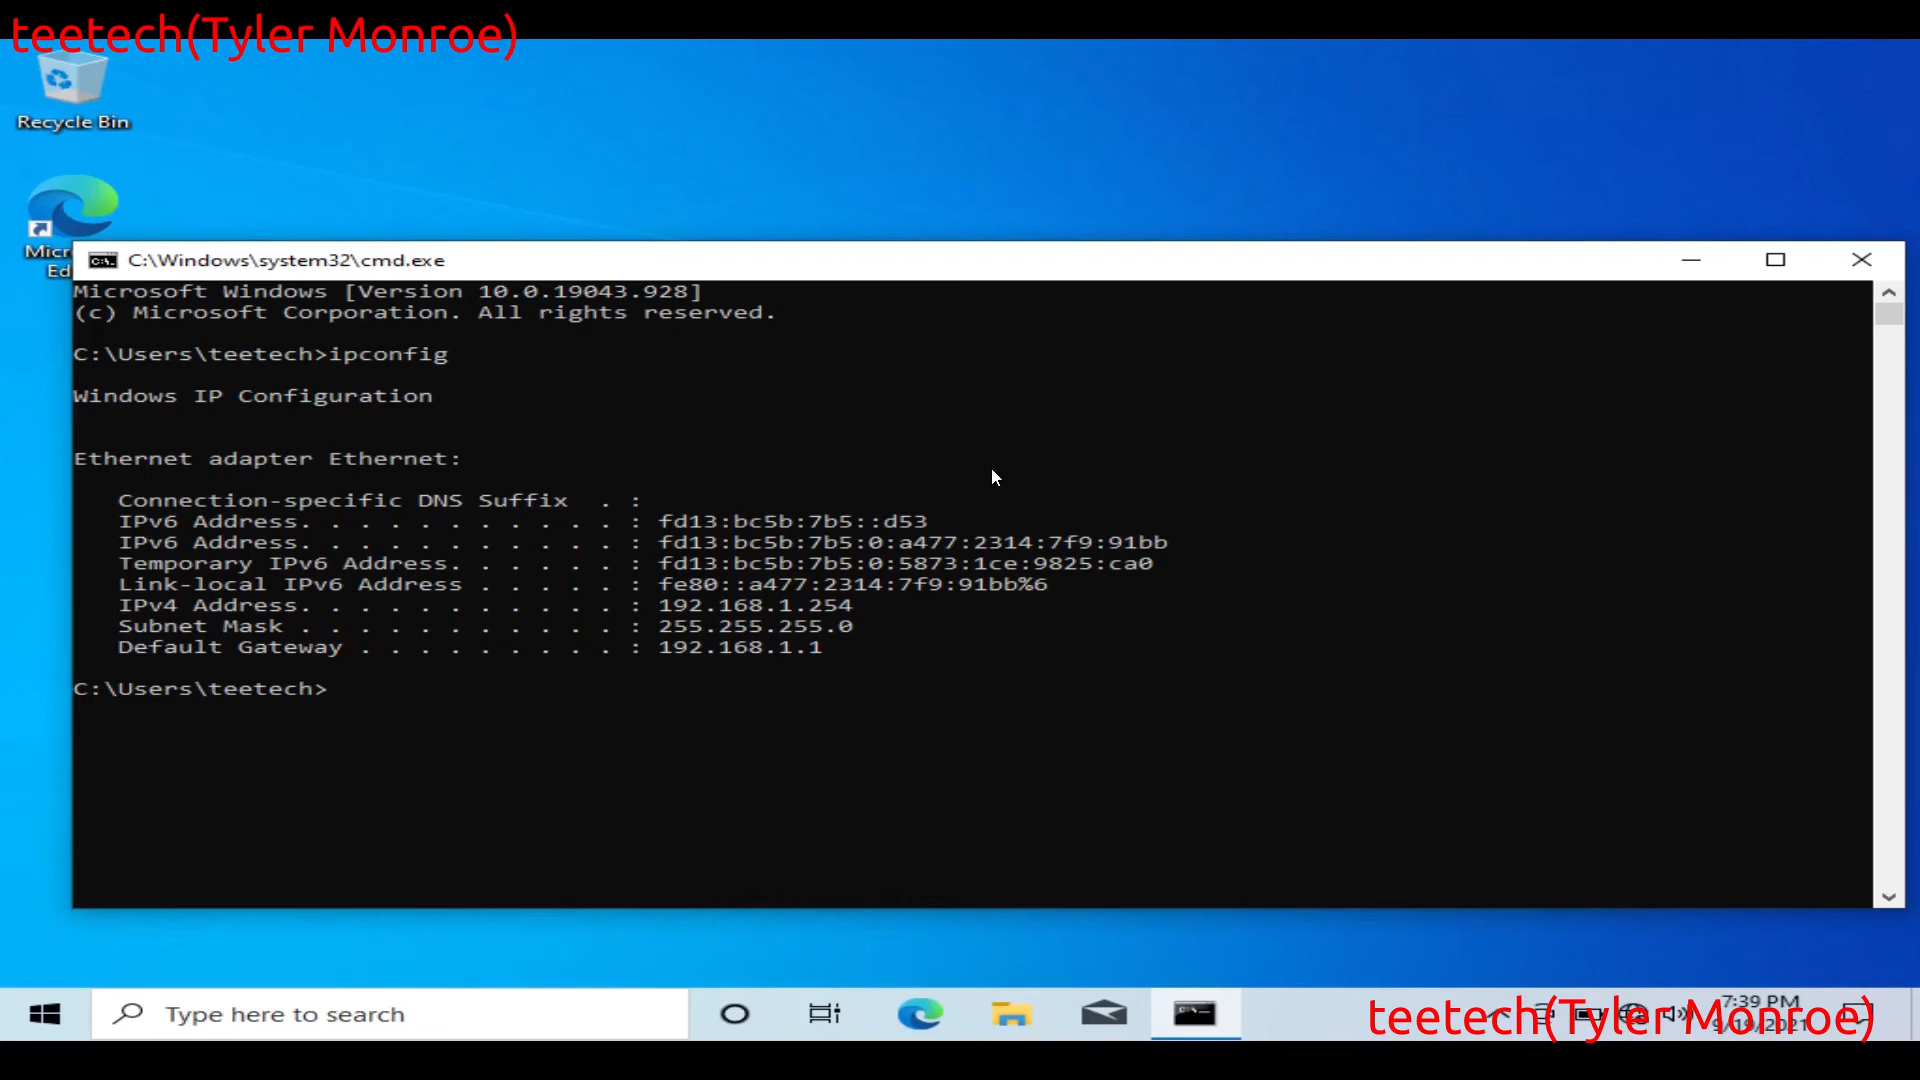 teetech(Tyler Monroe)
Recycle Bin
Micr
Ed
C:\Windows\system32\cmd.exe
Microsoft Windows [Version 10.0.19043.928]
(c) Microsoft Corporation. All rights reserved.
C:\Users\teetech>ipconfig
Windows IP Configuration
Ethernet adapter Ethernet:
Connection-specific DNS Suffix  . :
IPv6 Address. . . . . . . . . . . : fd13:bc5b:7b5::d53
IPv6 Address. . . . . . . . . . . : fd13:bc5b:7b5:0:a477:2314:7f9:91bb
Temporary IPv6 Address. . . . . . : fd13:bc5b:7b5:0:5873:1ce:9825:ca0
Link-local IPv6 Address . . . . . : fe80::a477:2314:7f9:91bb%6
IPv4 Address. . . . . . . . . . . : 192.168.1.254
Subnet Mask . . . . . . . . . . . : 255.255.255.0
Default Gateway . . . . . . . . . : 192.168.1.1
C:\Users\teetech>
Type here to search
7:39 PM
9/19/2021
teetech(Tyler Monroe)